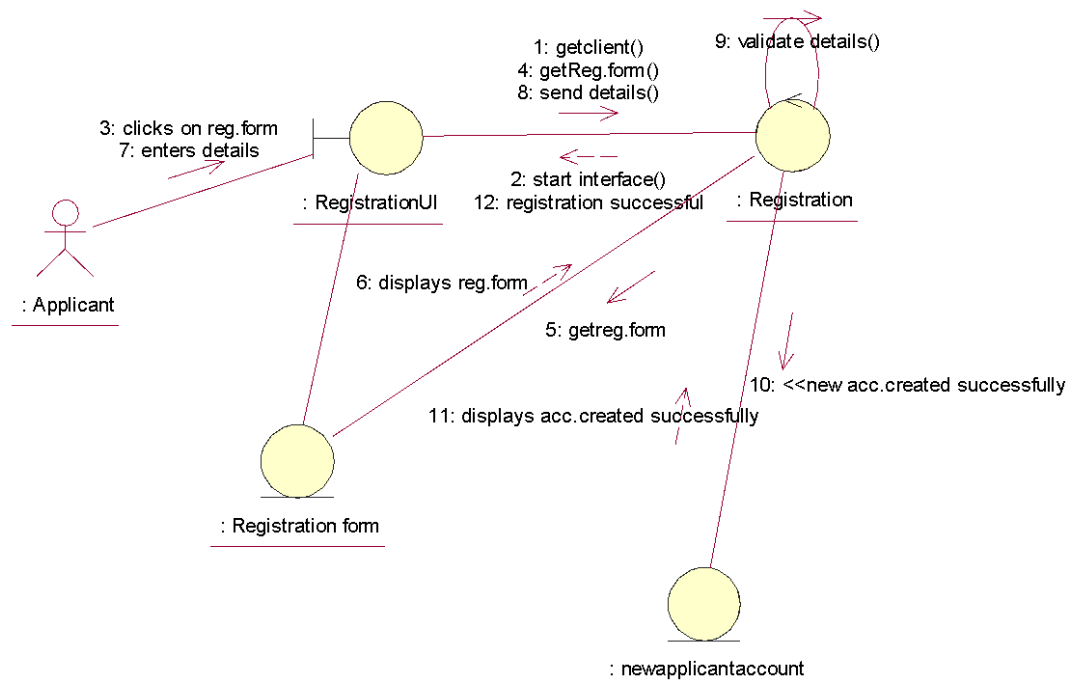 1: getclient()
4: getReg.form()
8: send details()
9: validate details()
3: clicks on reg.form
7: enters details
2: start interface()
12: registration successful
: RegistrationUI
: Registration
: Applicant
6: displays reg.form
5: getreg.form
10: <<new acc.created successfully
11: displays acc.created successfully
: Registration form
: newapplicantaccount